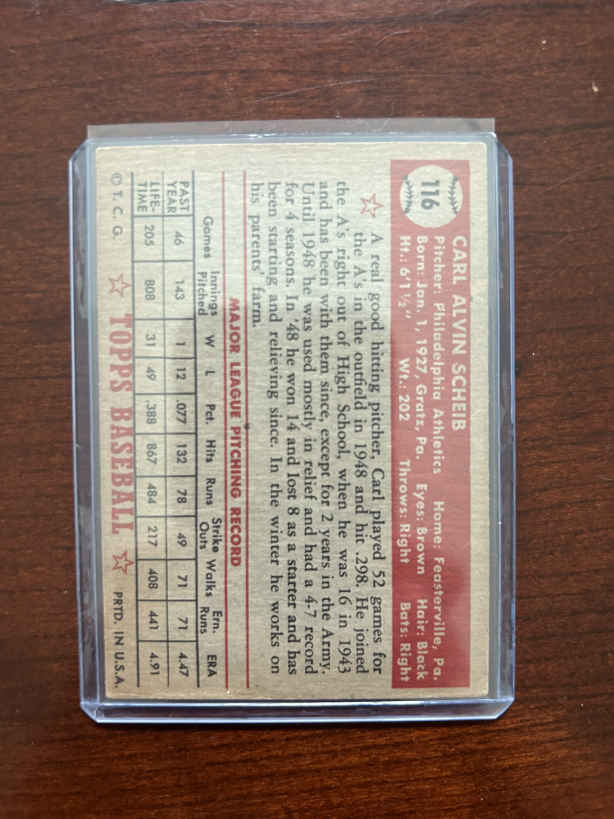 116
CARL ALVIN SCHEIB
Pitcher: Philadelphia Athletics Home: Feasterville, Pa.
Born: Jan. 1, 1927, Gratz, Pa. Eyes: Brown Hair: Black
Ht.: 6'1½" Wt.: 202 Throws: Right Bats: Right
A real good hitting pitcher, Carl played 52 games for
the A's in the outfield in 1948 and hit .298. He joined
the A's right out of High School, when he was 16 in 1943
and has been with them since, except for 2 years in the Army.
Until 1948 he was used mostly in relief and had a 4-7 record
for 4 seasons. In '48 he won 14 and lost 8 as a starter and has
been starting and relieving since. In the winter he works on
his parents' farm.
MAJOR LEAGUE PITCHING RECORD
Games Innings Pitched W L Pct. Hits Runs Strike Outs Walks Ern. Runs ERA
PAST YEAR 46 143 1 12 .077 132 78 49 71 71 4.47
LIFE-TIME 205 808 31 49 .388 867 484 217 408 441 4.91
© T. C. G. TOPPS BASEBALL PRTD. IN U.S.A.